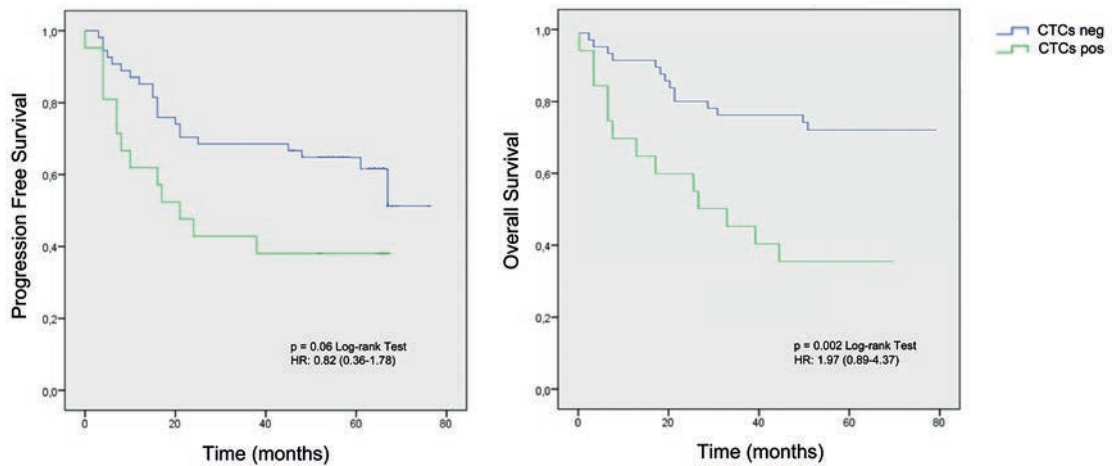 CTCs neg
CTCs pos
Progression Free Survival
1,0
0,8
0,6
0,4
0,2
0,0
p = 0.06 Log-rank Test
HR: 0.82 (0.36-1.78)
0 20 40 60 80
Time (months)
Overall Survival
1,0
0,8
0,6
0,4
0,2
0,0
p = 0.002 Log-rank Test
HR: 1.97 (0.89-4.37)
0 20 40 60 80
Time (months)